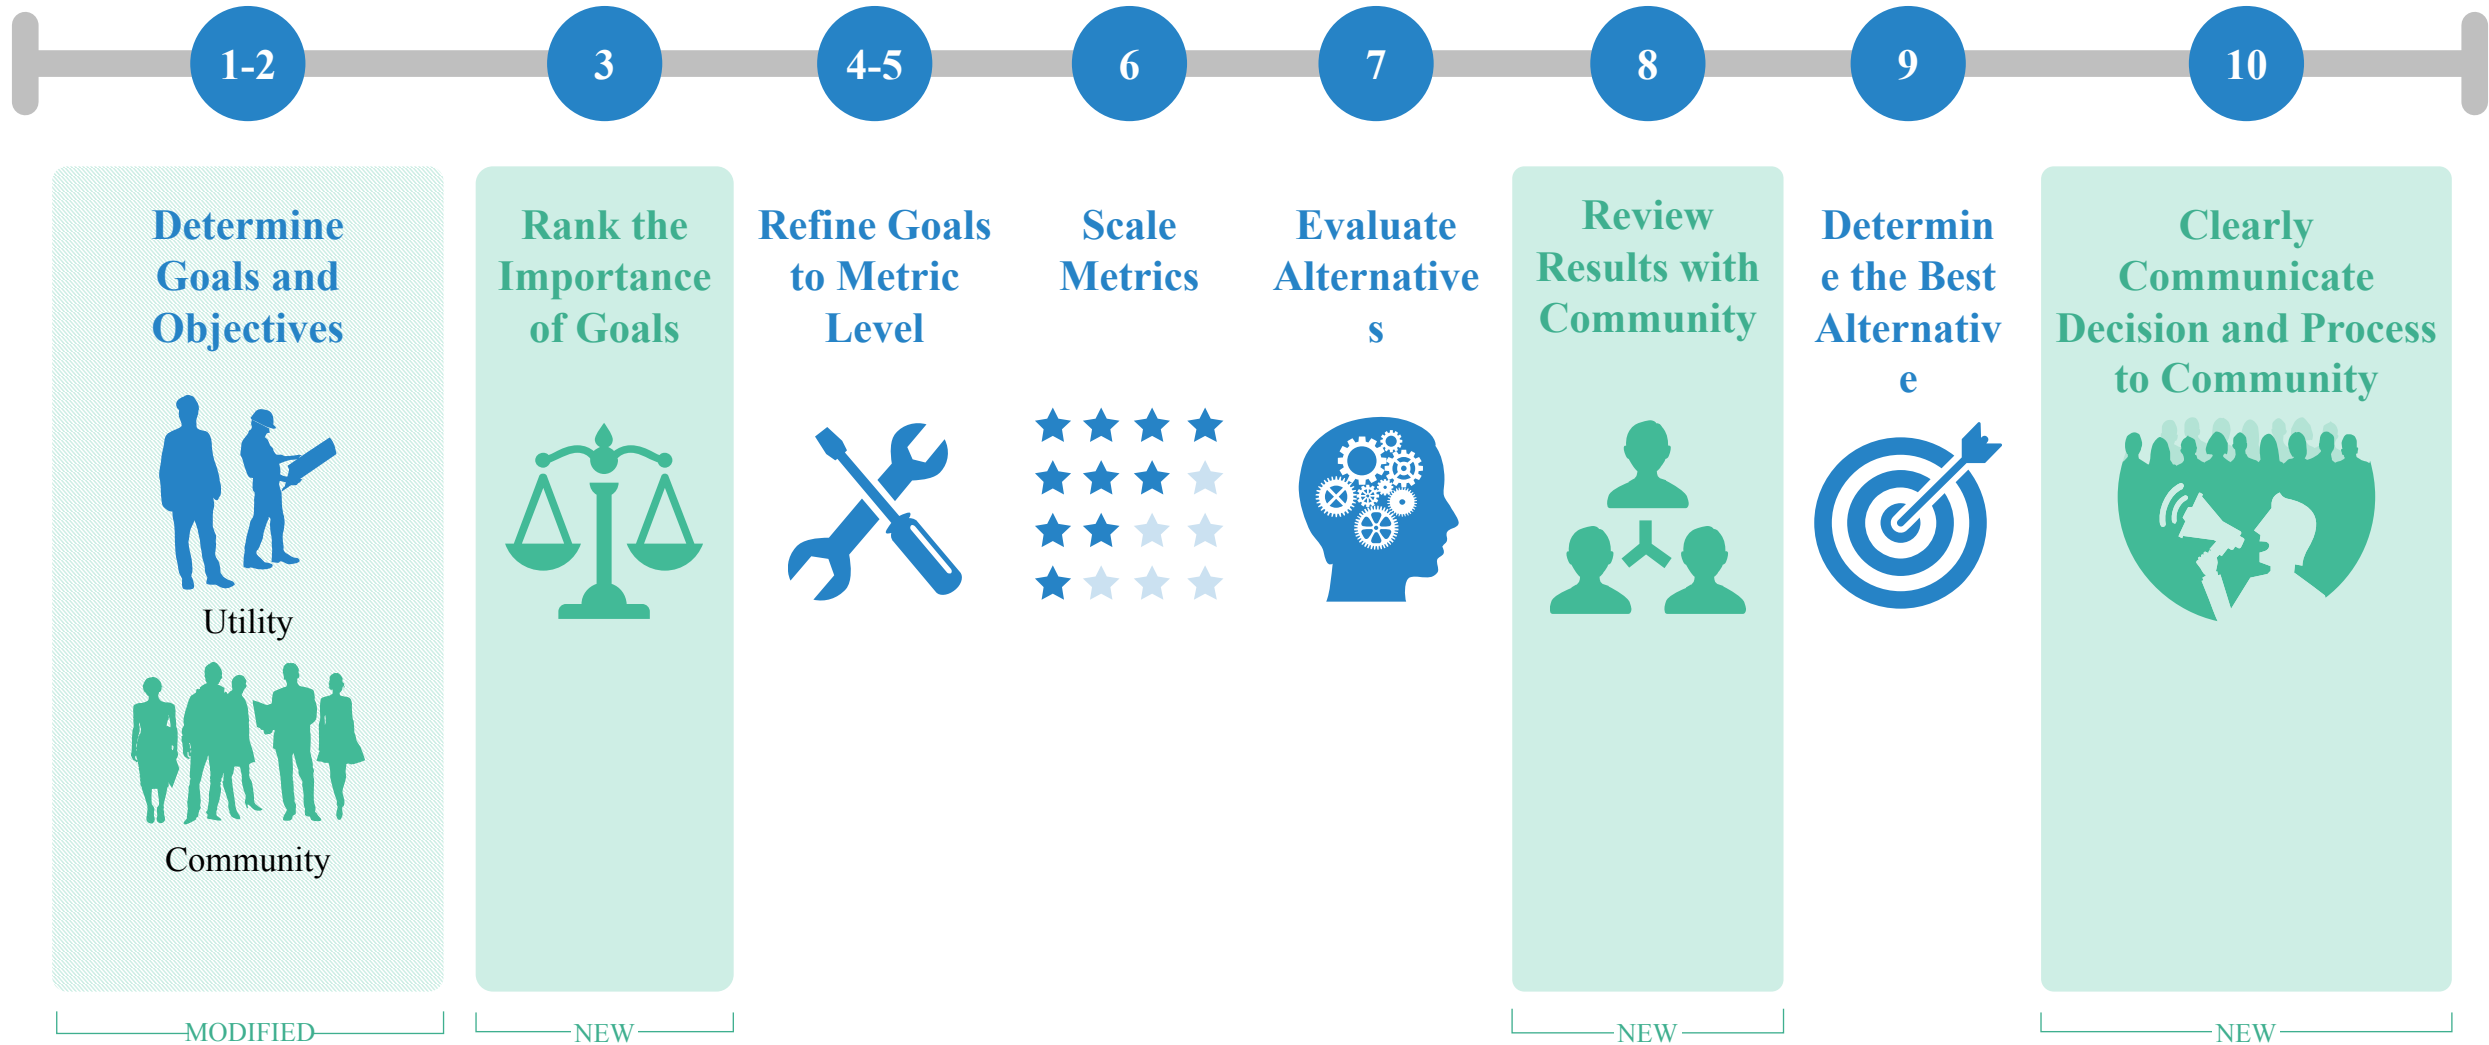 1-2
3
4-5
6
7
8
9
10
Determine
Goals and
Objectives
Utility
Community
Rank the
Importance
of Goals
Refine Goals
to Metric
Level
Scale
Metrics
Evaluate
Alternative
s
Review
Results with
Community
Determin
e the Best
Alternativ
e
Clearly
Communicate
Decision and Process
to Community
MODIFIED
NEW
NEW
NEW